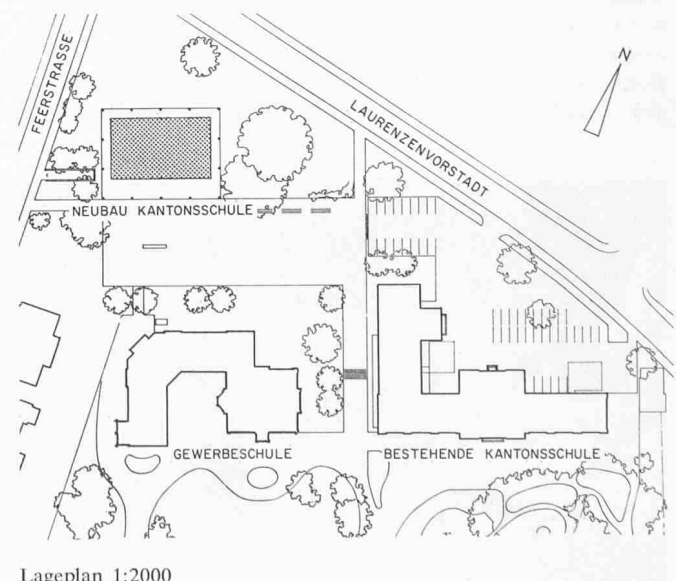 FEERSTRASSE
LAURENZENVORSTADT
N
NEUBAU KANTONSSCHULE
GEWERBESCHULE
BESTEHENDE KANTONSSCHULE
Lageplan 1:2000